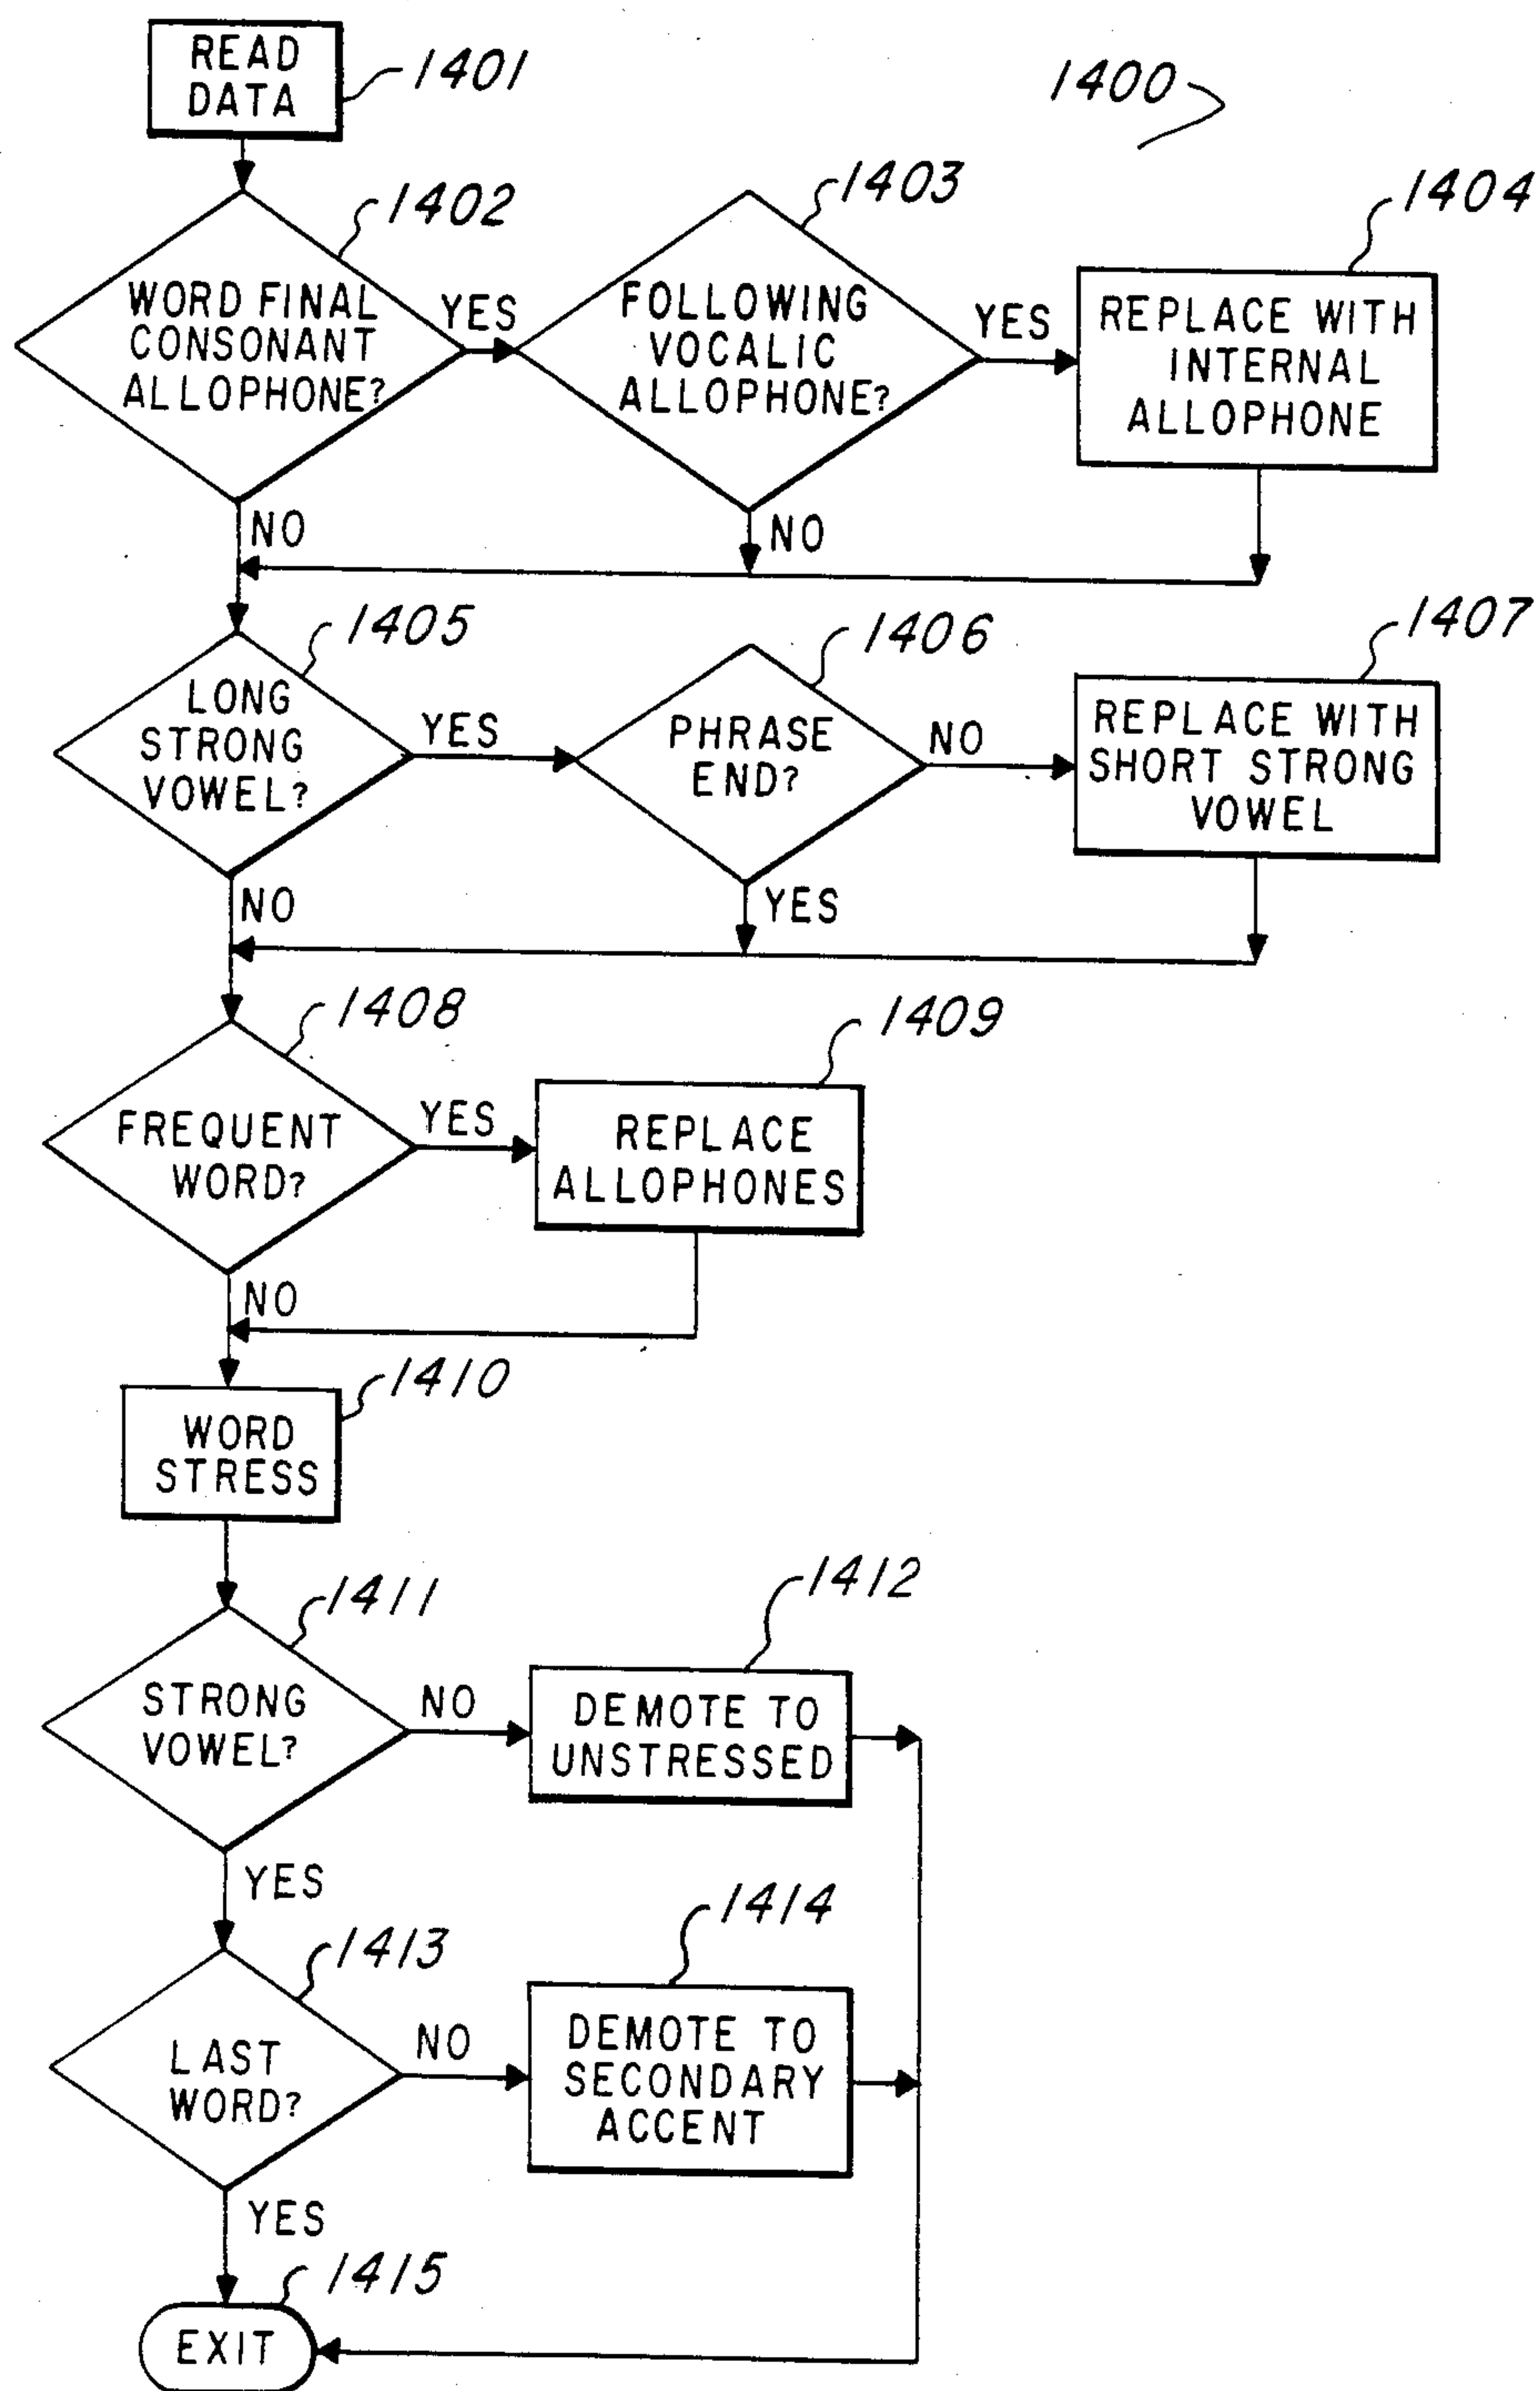 READ
DATA
1401
1400
1402
1403
1404
WORD FINAL
CONSONANT
ALLOPHONE?
YES
FOLLOWING
VOCALIC
ALLOPHONE?
YES
REPLACE WITH
INTERNAL
ALLOPHONE
NO
NO
1405
1406
1407
LONG
STRONG
VOWEL?
YES
PHRASE
END?
NO
REPLACE WITH
SHORT STRONG
VOWEL
NO
YES
1408
1409
FREQUENT
WORD?
YES
REPLACE
ALLOPHONES
NO
1410
WORD
STRESS
1411
1412
STRONG
VOWEL?
NO
DEMOTE TO
UNSTRESSED
YES
1413
1414
LAST
WORD?
NO
DEMOTE TO
SECONDARY
ACCENT
YES
1415
EXIT